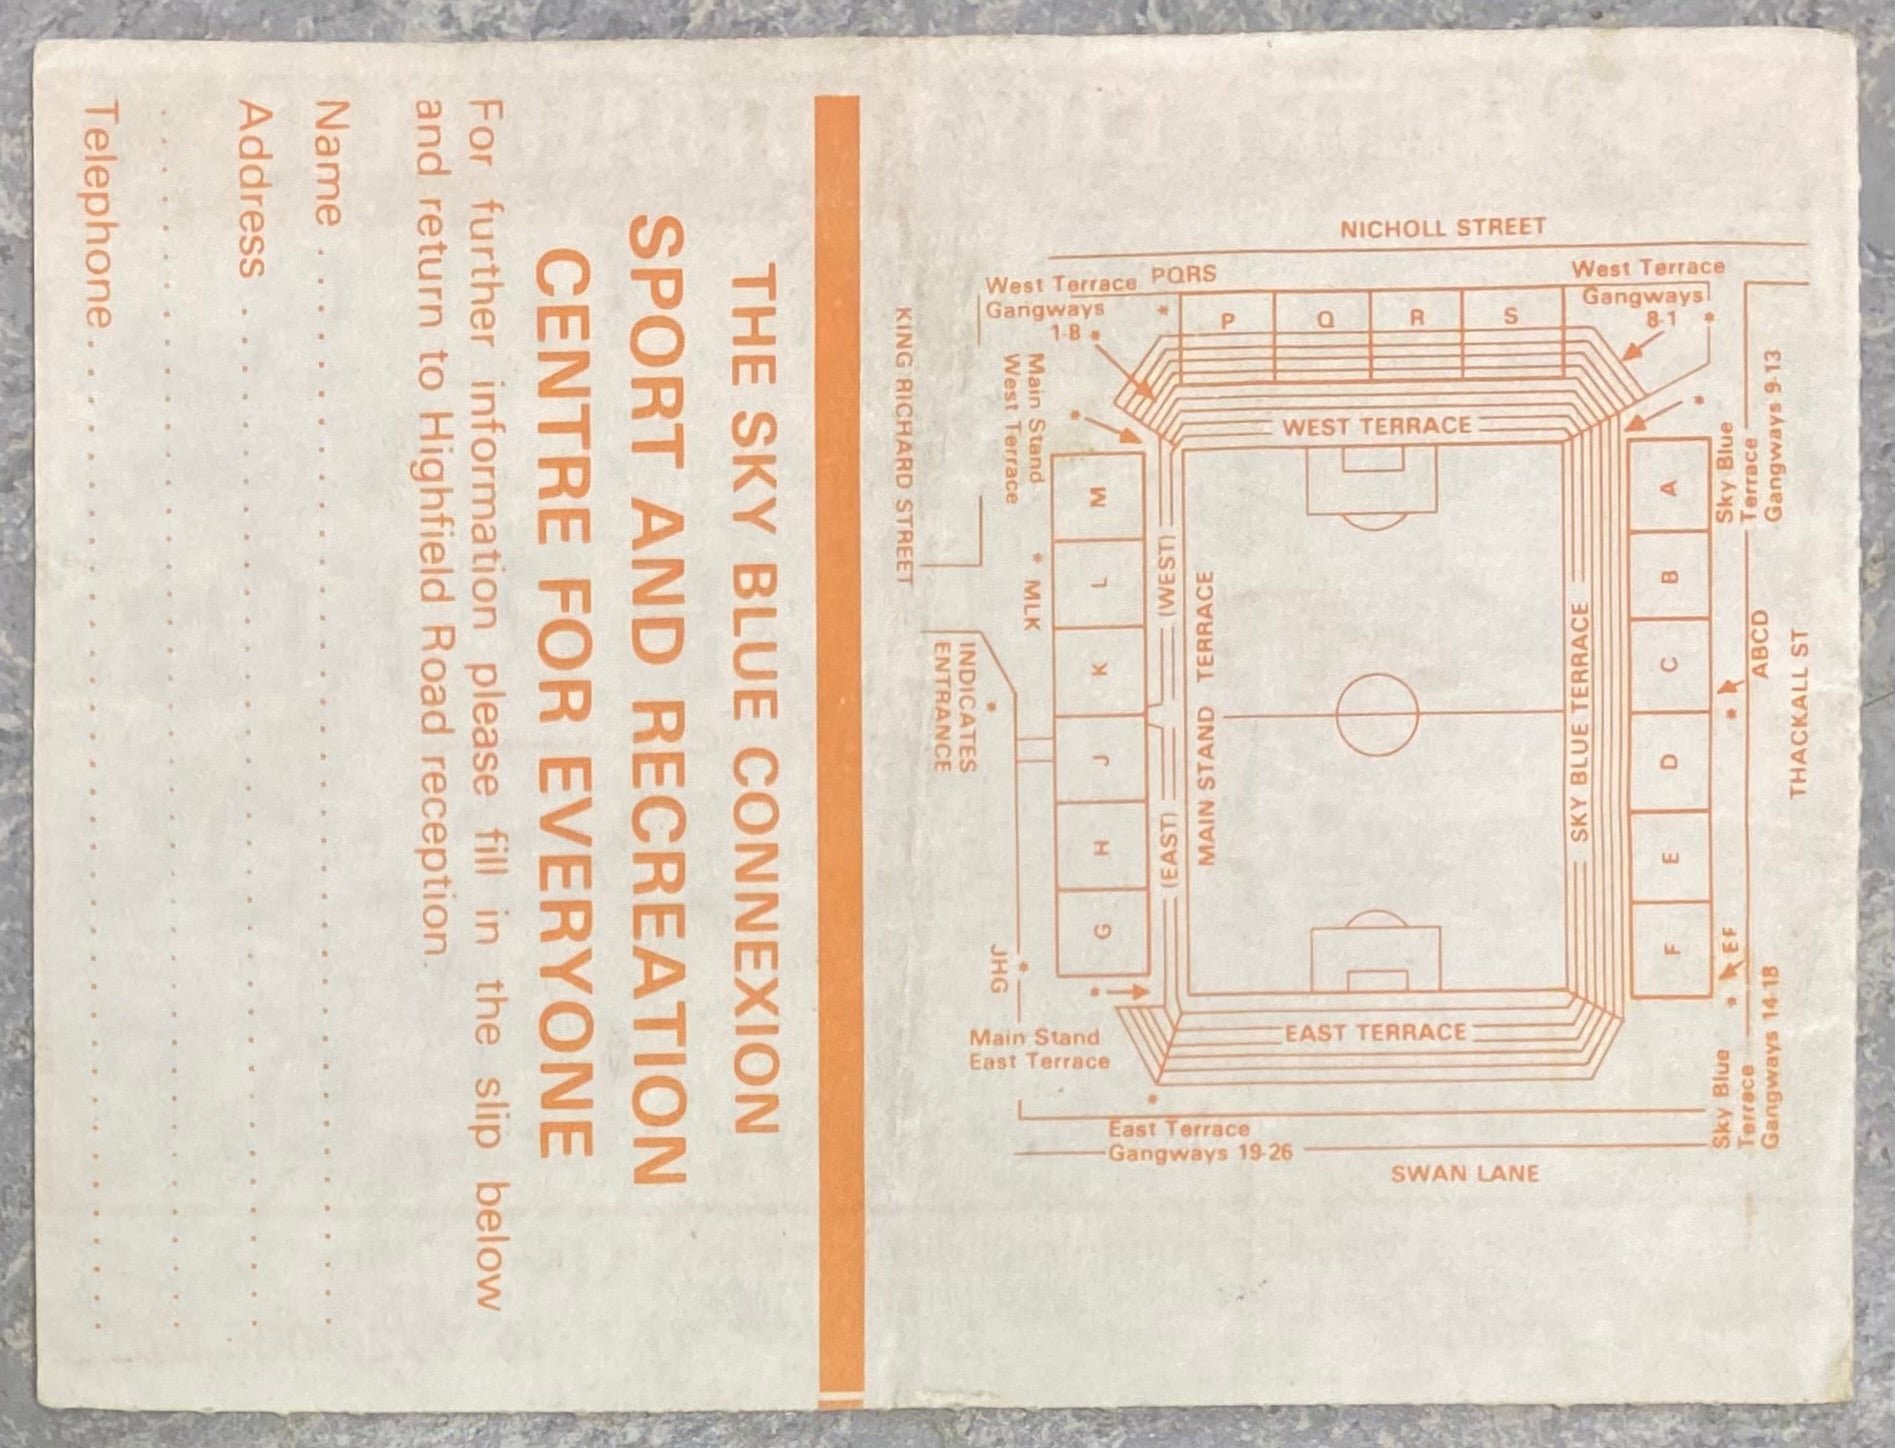 NICHOLL STREET
West Terrace
Gangways
1-8 *
PQRS
*
West Terrace
Gangways
8-1 *
P Q R S
WEST TERRACE
Main Stand
West Terrace
*
*
Sky Blue
Terrace
Gangways 9-13
KING RICHARD STREET
M
L
K
J
H
G
(WEST)
(EAST)
MAIN STAND TERRACE
SKY BLUE TERRACE
A
B
C
D
E
F
* MLK
ABCD
*
THACKALL ST
*
INDICATES
ENTRANCE
JHG
*
*
EF
*
Main Stand
East Terrace
EAST TERRACE
Sky Blue
Terrace
Gangways 14-18
*
East Terrace
Gangways 19-26
SWAN LANE
THE SKY BLUE CONNEXION
SPORT AND RECREATION
CENTRE FOR EVERYONE
For further information please fill in the slip below
and return to Highfield Road reception
Name . . . . . . . . . . . . . . . . . . . . . . . . . . . . . .
Address . . . . . . . . . . . . . . . . . . . . . . . . . . . .
. . . . . . . . . . . . . . . . . . . . . . . . . . . . . . . . . .
Telephone . . . . . . . . . . . . . . . . . . . . . . . . . . .